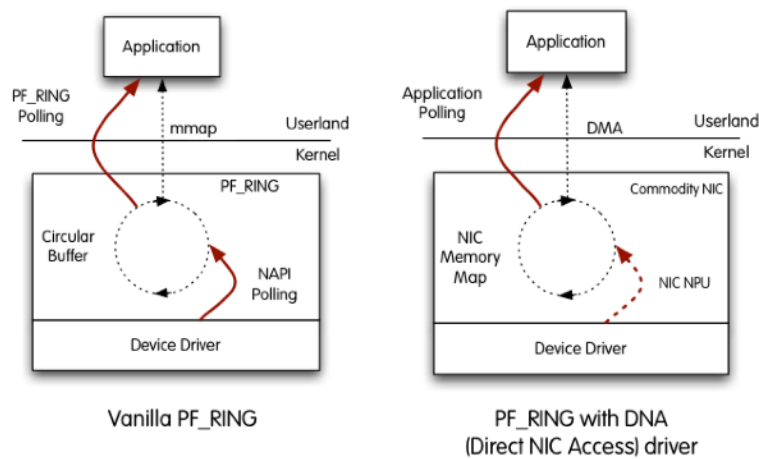 Application
PF_RING
Polling
mmap
Userland
Kernel
PF_RING
Circular
Buffer
NAPI
Polling
Device Driver
Vanilla PF_RING
Application
Application
Polling
DMA
Userland
Kernel
Commodity NIC
NIC
Memory
Map
NIC NPU
Device Driver
PF_RING with DNA
(Direct NIC Access) driver